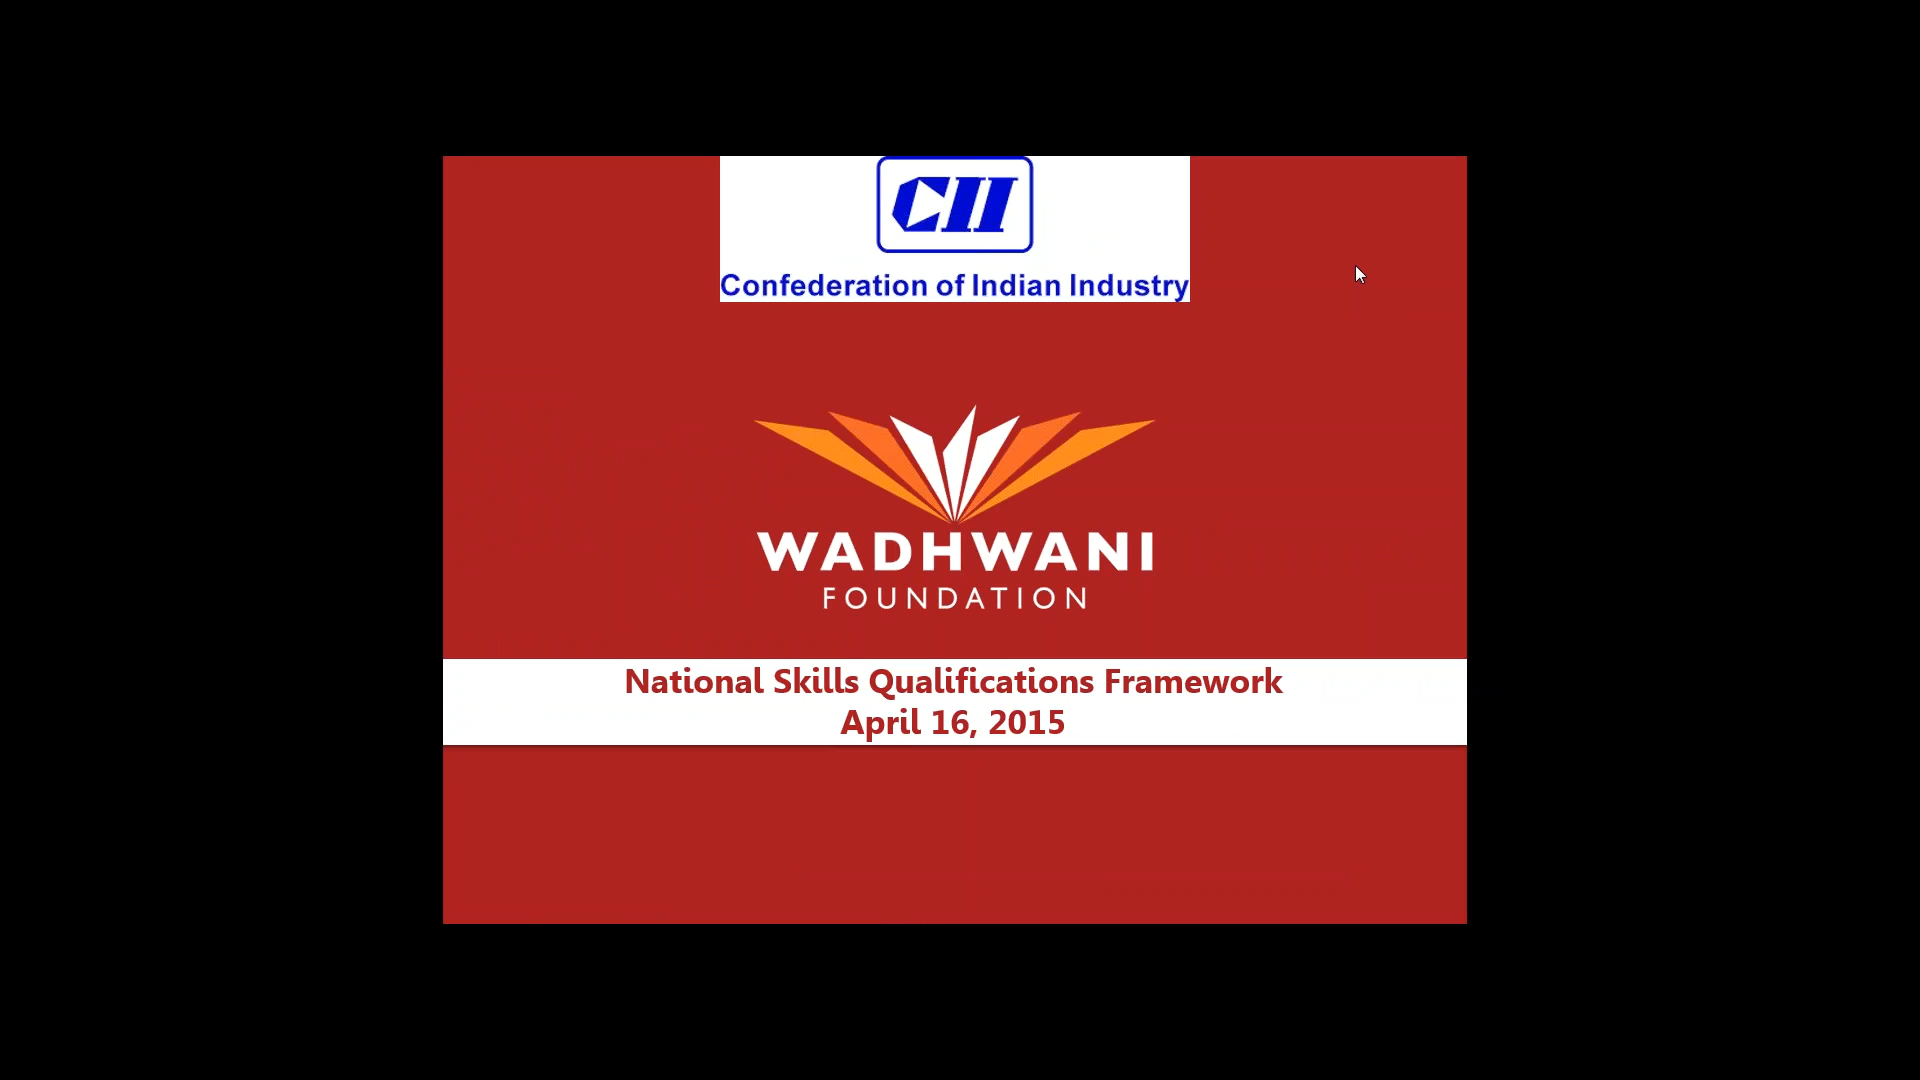 CII
Confederation of Indian Industry
WADHWANI
FOUNDATION
National Skills Qualifications Framework
April 16, 2015